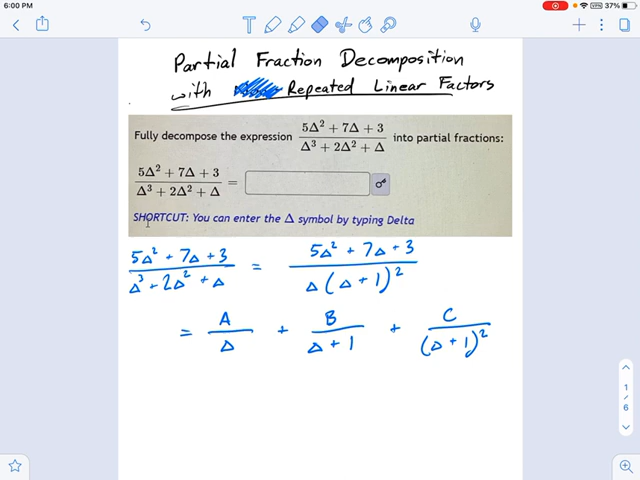 6:00 PM
VPN 37%
Partial Fraction Decomposition
with Repeated Linear Factors
Fully decompose the expression (5Δ² + 7Δ + 3)/(Δ³ + 2Δ² + Δ) into partial fractions:
(5Δ² + 7Δ + 3)/(Δ³ + 2Δ² + Δ) =
SHORTCUT: You can enter the Δ symbol by typing Delta
(5Δ² + 7Δ + 3)/(Δ³ + 2Δ² + Δ) = (5Δ² + 7Δ + 3)/(Δ(Δ + 1)²)
= A/Δ + B/(Δ + 1) + C/(Δ + 1)²
1
/
6